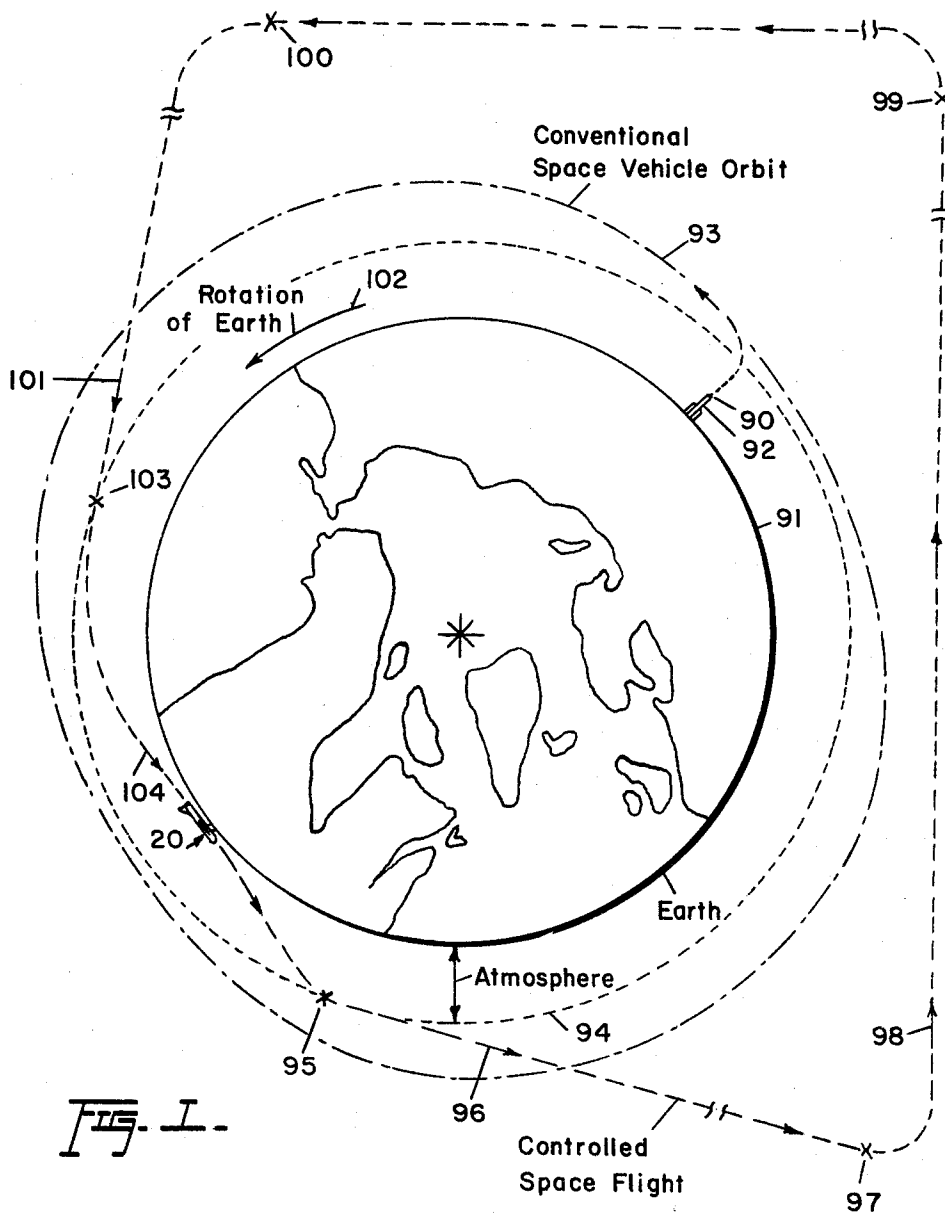 100
99
Conventional
Space Vehicle Orbit
93
102
Rotation
of Earth
101
90
92
103
91
104
20
Earth
Atmosphere
94
95
96
98
FIG. I.
Controlled
Space Flight
97